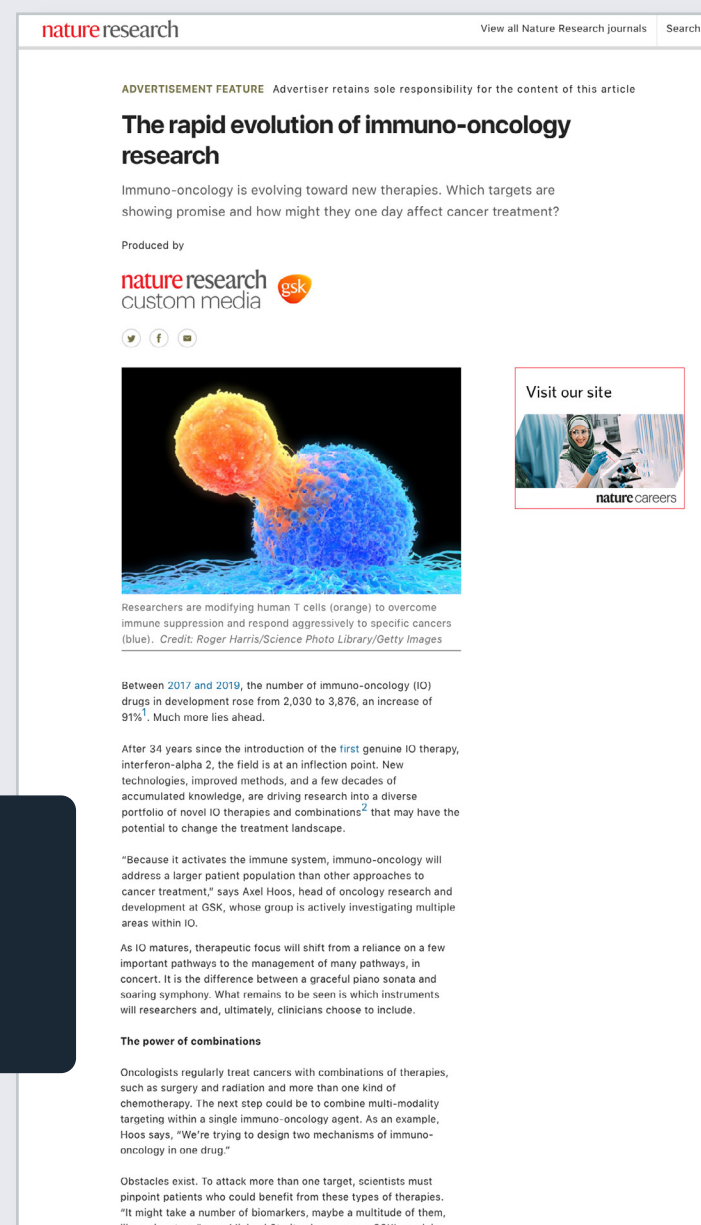 nature research
View all Nature Research journals
Search
ADVERTISEMENT FEATURE Advertiser retains sole responsibility for the content of this article
The rapid evolution of immuno-oncology
research
Immuno-oncology is evolving toward new therapies. Which targets are
showing promise and how might they one day affect cancer treatment?
Produced by
nature research
custom media
gsk
f
Visit our site
nature careers
Researchers are modifying human T cells (orange) to overcome
immune suppression and respond aggressively to specific cancers
(blue). Credit: Roger Harris/Science Photo Library/Getty Images
Between 2017 and 2019, the number of immuno-oncology (IO)
drugs in development rose from 2,030 to 3,876, an increase of
91%1. Much more lies ahead.
After 34 years since the introduction of the first genuine IO therapy,
interferon-alpha 2, the field is at an inflection point. New
technologies, improved methods, and a few decades of
accumulated knowledge, are driving research into a diverse
portfolio of novel IO therapies and combinations2 that may have the
potential to change the treatment landscape.
“Because it activates the immune system, immuno-oncology will
address a larger patient population than other approaches to
cancer treatment,” says Axel Hoos, head of oncology research and
development at GSK, whose group is actively investigating multiple
areas within IO.
As IO matures, therapeutic focus will shift from a reliance on a few
important pathways to the management of many pathways, in
concert. It is the difference between a graceful piano sonata and
soaring symphony. What remains to be seen is which instruments
will researchers and, ultimately, clinicians choose to include.
The power of combinations
Oncologists regularly treat cancers with combinations of therapies,
such as surgery and radiation and more than one kind of
chemotherapy. The next step could be to combine multi-modality
targeting within a single immuno-oncology agent. As an example,
Hoos says, “We’re trying to design two mechanisms of immuno-
oncology in one drug.”
Obstacles exist. To attack more than one target, scientists must
pinpoint patients who could benefit from these types of therapies.
“It might take a number of biomarkers, maybe a multitude of them,